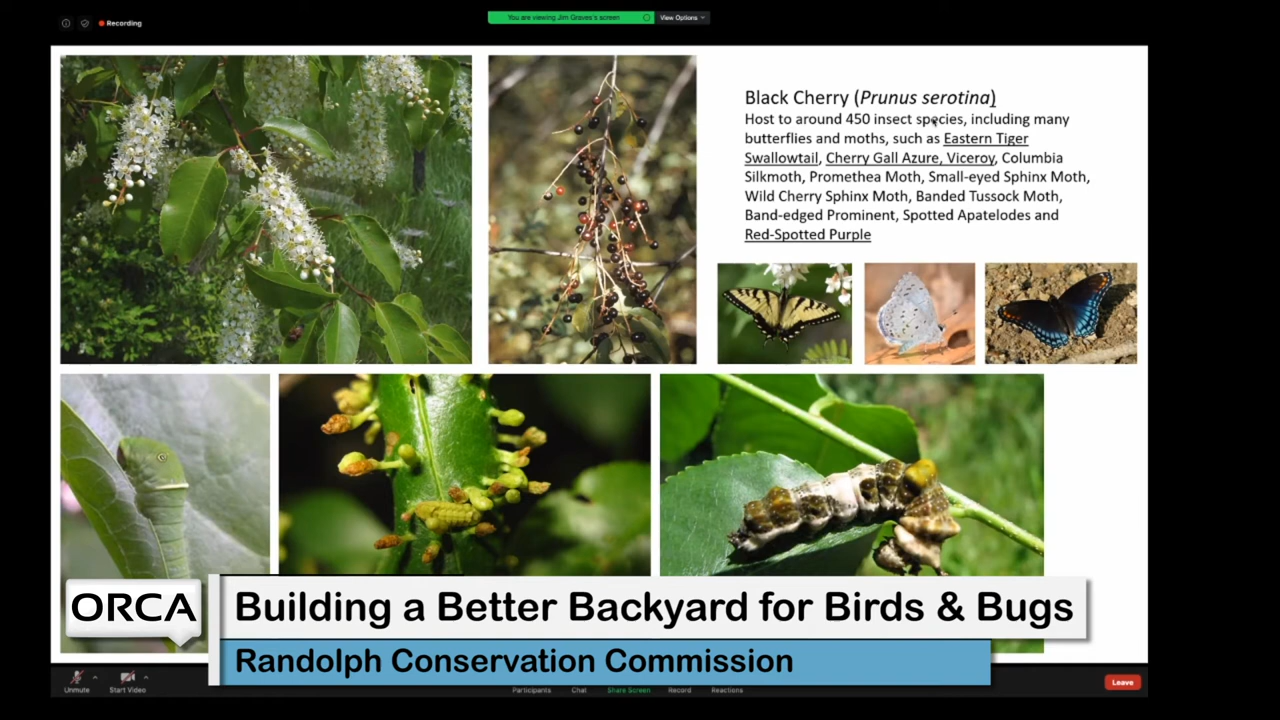 Recording
You are viewing Jim Graves's screen
View Options
Black Cherry (Prunus serotina)
Host to around 450 insect species, including many
butterflies and moths, such as Eastern Tiger
Swallowtail, Cherry Gall Azure, Viceroy, Columbia
Silkmoth, Promethea Moth, Small-eyed Sphinx Moth,
Wild Cherry Sphinx Moth, Banded Tussock Moth,
Band-edged Prominent, Spotted Apatelodes and
Red-Spotted Purple
ORCA
Building a Better Backyard for Birds & Bugs
Randolph Conservation Commission
Unmute
Start Video
Participants
Chat
Share Screen
Record
Reactions
Leave